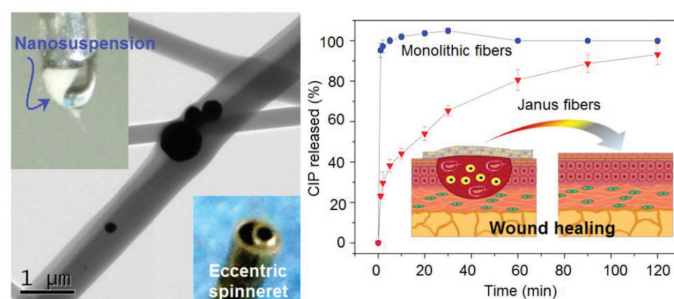 Nanosuspension
Eccentric
spinneret
1 μm
CIP released (%)
100
80
60
40
20
0
Monolithic fibers
Janus fibers
Wound healing
0 20 40 60 80 100 120
Time (min)